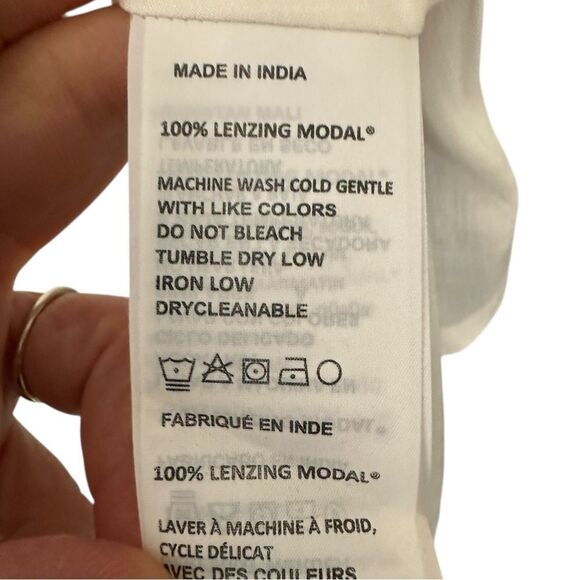 MADE IN INDIA
100% LENZING MODAL®
MACHINE WASH COLD GENTLE
WITH LIKE COLORS
DO NOT BLEACH
TUMBLE DRY LOW
IRON LOW
DRYCLEANABLE
FABRIQUÉ EN INDE
100% LENZING MODAL®
LAVER À MACHINE À FROID,
CYCLE DÉLICAT
AVEC DES COULEURS